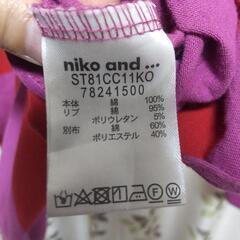 niko and ...
ST81CC11KO
78241500
本体 綿 100%
リブ 綿 95%
ポリウレタン 5%
別布 綿 60%
ポリエステル 40%